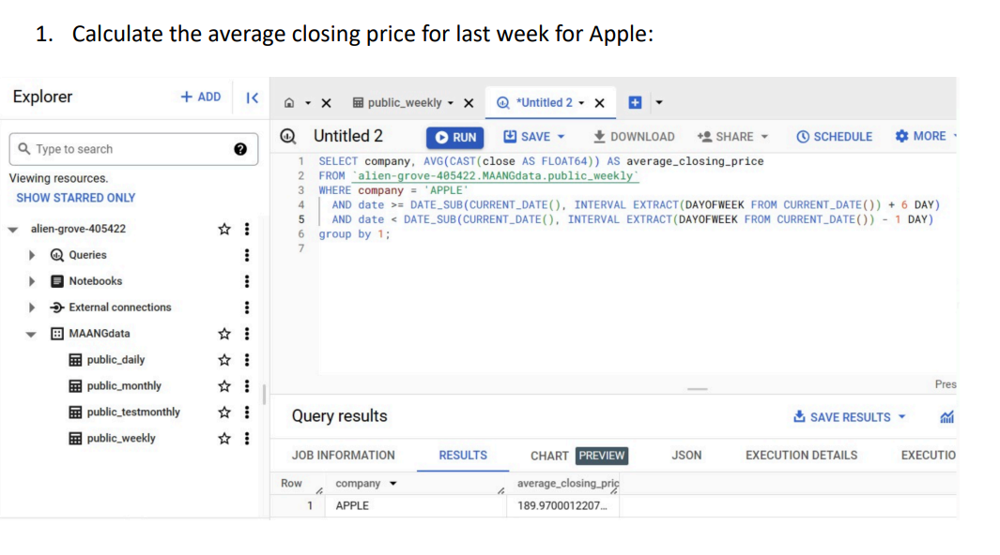 1. Calculate the average closing price for last week for Apple:
Explorer
+ ADD
public_weekly
*Untitled 2
Type to search
?
Viewing resources.
SHOW STARRED ONLY
alien-grove-405422
Queries
Notebooks
External connections
MAANGdata
public_daily
public_monthly
public_testmonthly
public_weekly
Untitled 2
RUN
SAVE
DOWNLOAD
SHARE
SCHEDULE
MORE
1 SELECT company, AVG(CAST(close AS FLOAT64)) AS average_closing_price
2 FROM `alien-grove-405422.MAANGdata.public_weekly`
3 WHERE company = 'APPLE'
4 AND date >= DATE_SUB(CURRENT_DATE(), INTERVAL EXTRACT(DAYOFWEEK FROM CURRENT_DATE()) + 6 DAY)
5 AND date < DATE_SUB(CURRENT_DATE(), INTERVAL EXTRACT(DAYOFWEEK FROM CURRENT_DATE()) - 1 DAY)
6 group by 1;
7
Pres
Query results
SAVE RESULTS
JOB INFORMATION RESULTS CHART PREVIEW JSON EXECUTION DETAILS EXECUTIO
Row company average_closing_pric
1 APPLE 189.9700012207...